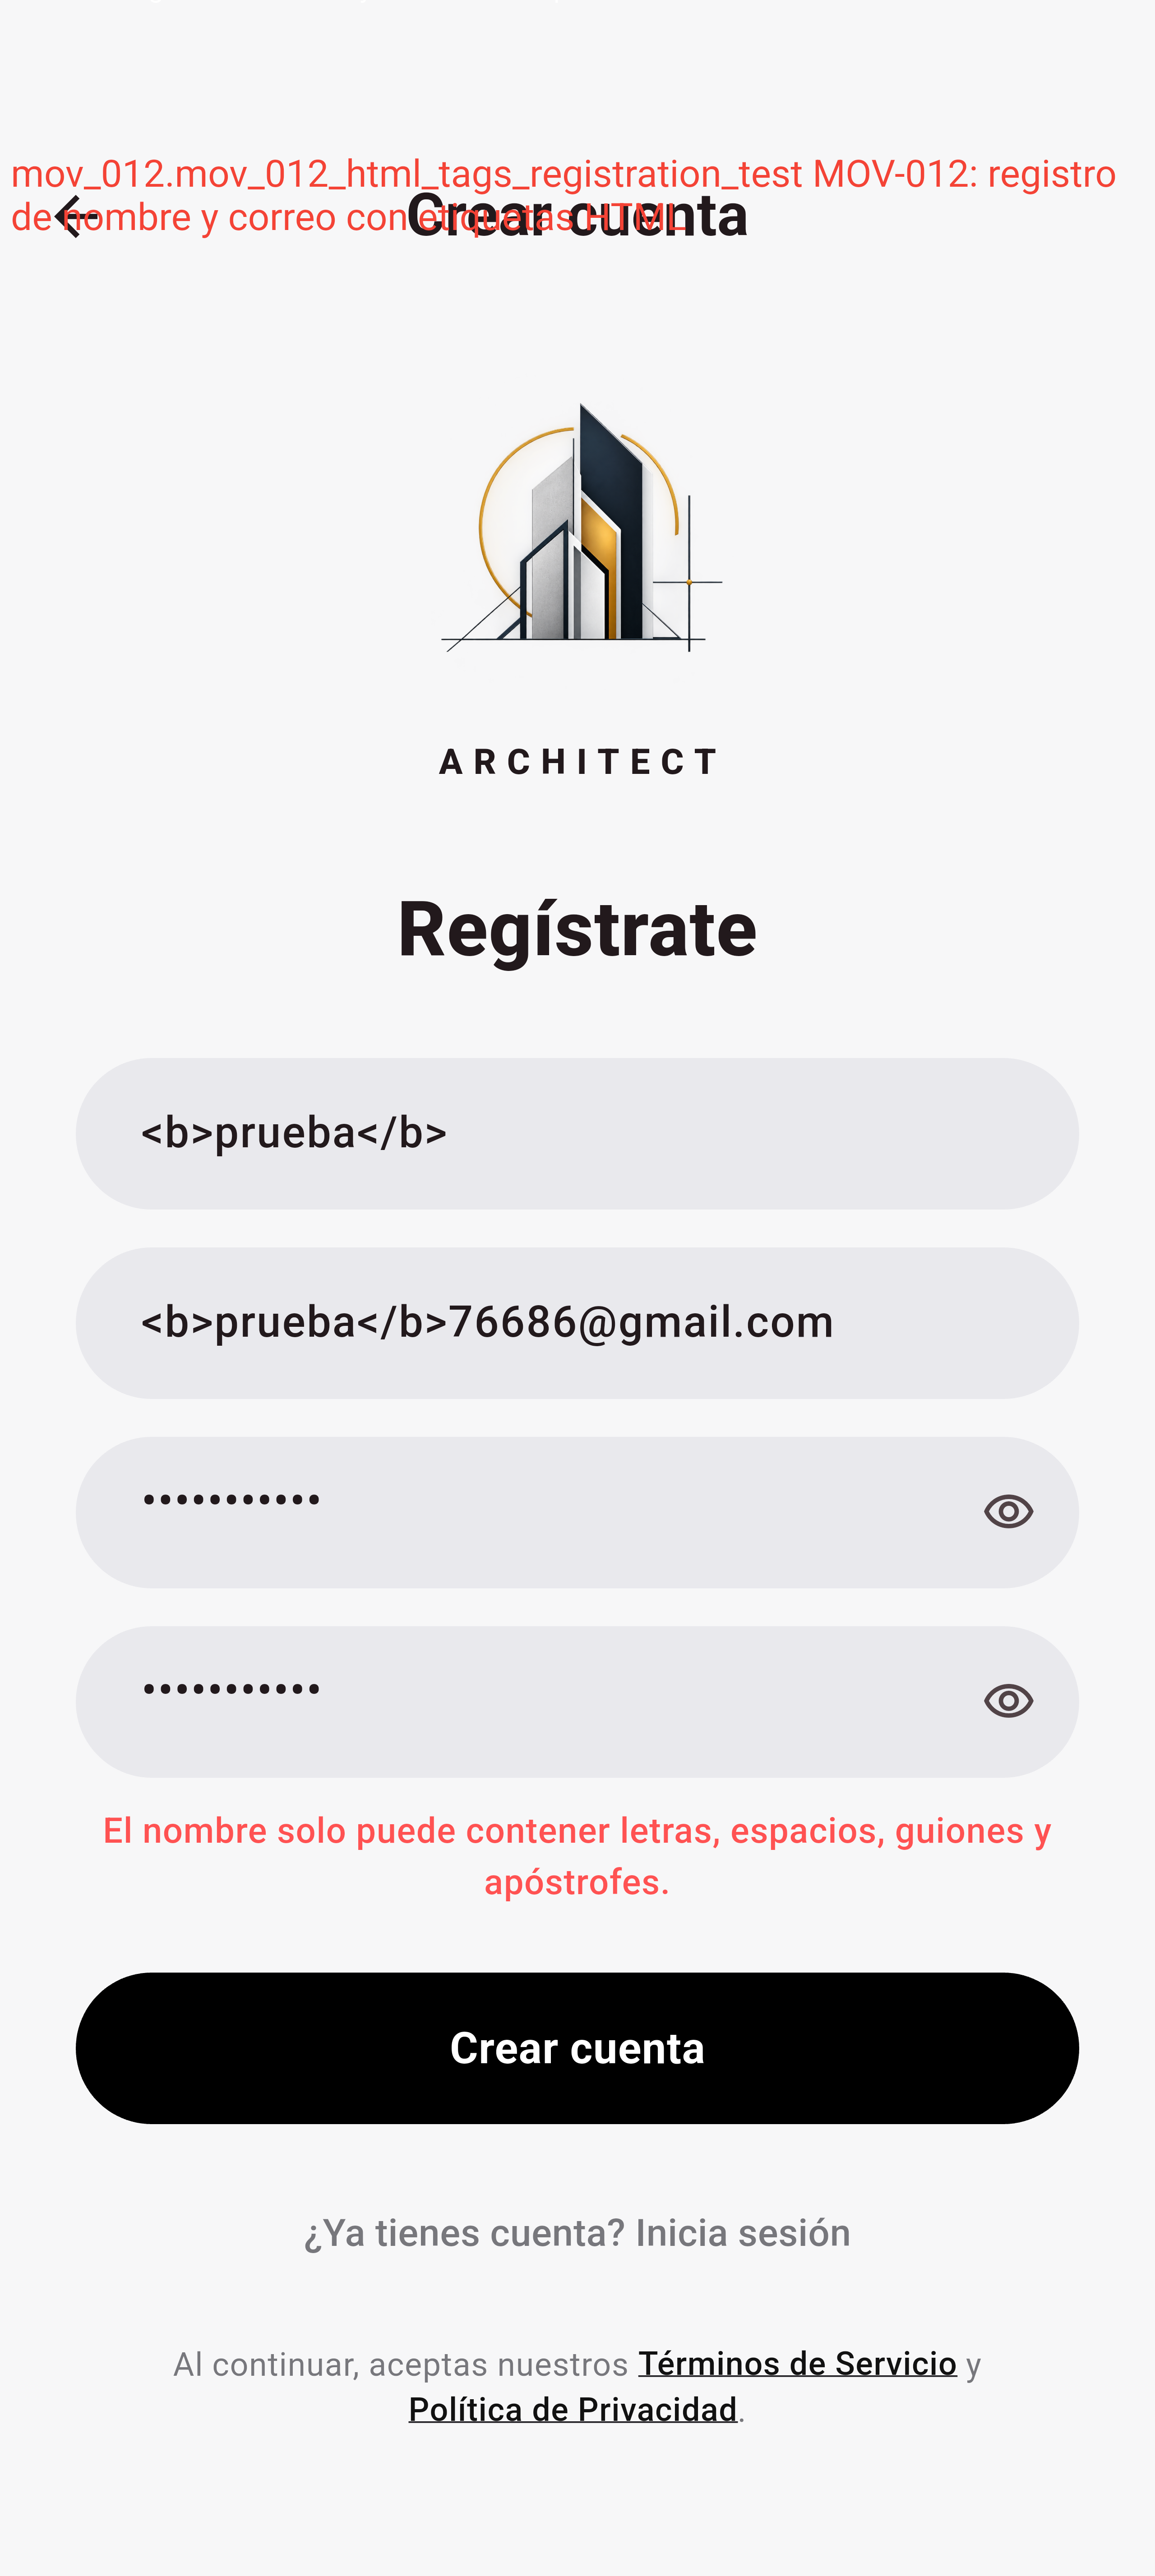 mov_012.mov_012_html_tags_registration_test MOV-012: registro
de nombre y correo con etiquetas HTML
Crear cuenta
ARCHITECT
Regístrate
<b>prueba</b>
<b>prueba</b>76686@gmail.com
•••••••••••
•••••••••••
El nombre solo puede contener letras, espacios, guiones y
apóstrofes.
Crear cuenta
¿Ya tienes cuenta? Inicia sesión
Al continuar, aceptas nuestros Términos de Servicio y
Política de Privacidad.